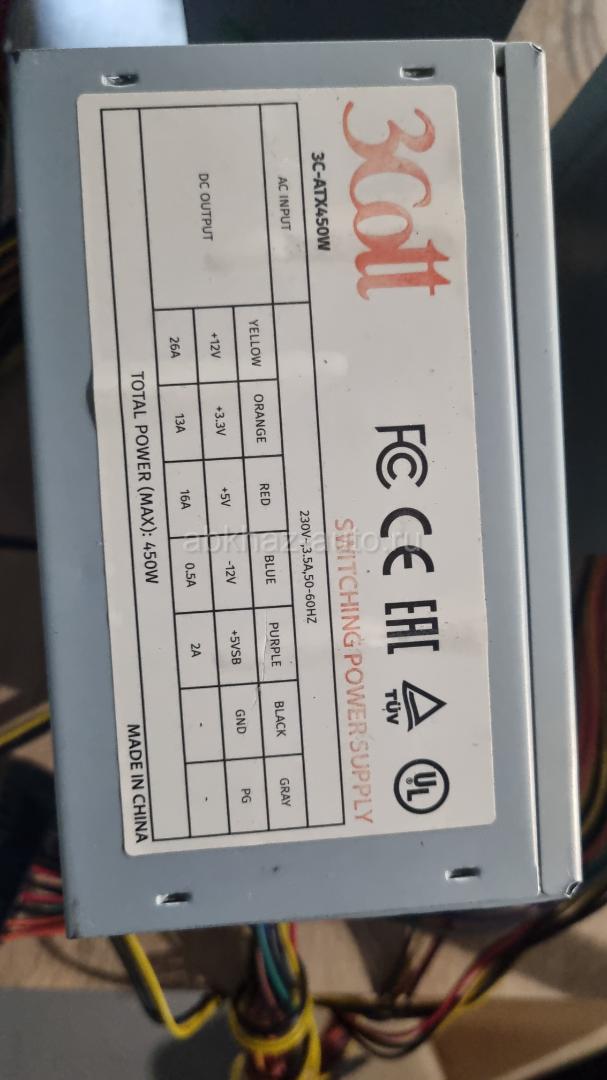 3Cott
FC CE EAC TÜV UL
®
3C-ATX450W
SWITCHING POWER SUPPLY
AC INPUT 230V~,3.5A,50-60HZ
DC OUTPUT YELLOW ORANGE RED BLUE PURPLE BLACK GRAY
+12V +3.3V +5V -12V +5VSB GND PG
26A 13A 16A 0.5A 2A - -
TOTAL POWER (MAX): 450W
MADE IN CHINA
abkhaz-auto.ru